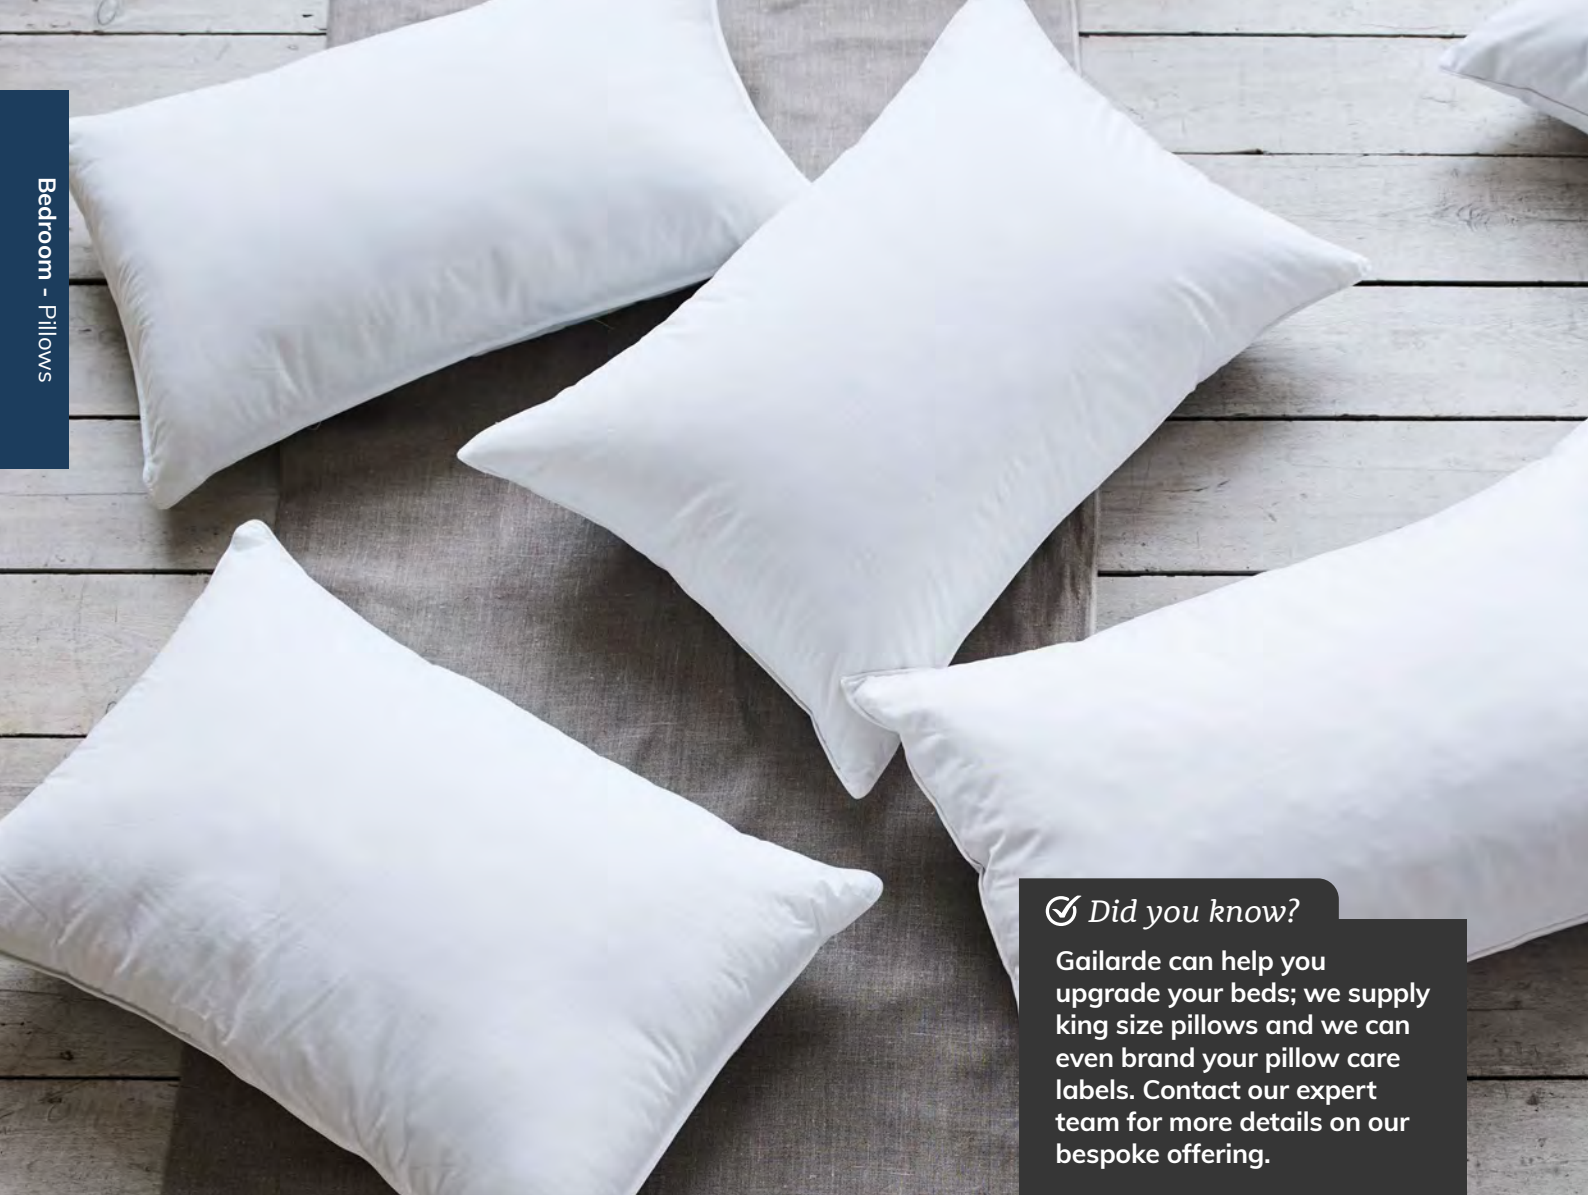 Bedroom - Pillows
Did you know?
Gailarde can help you
upgrade your beds; we supply
king size pillows and we can
even brand your pillow care
labels. Contact our expert
team for more details on our
bespoke offering.